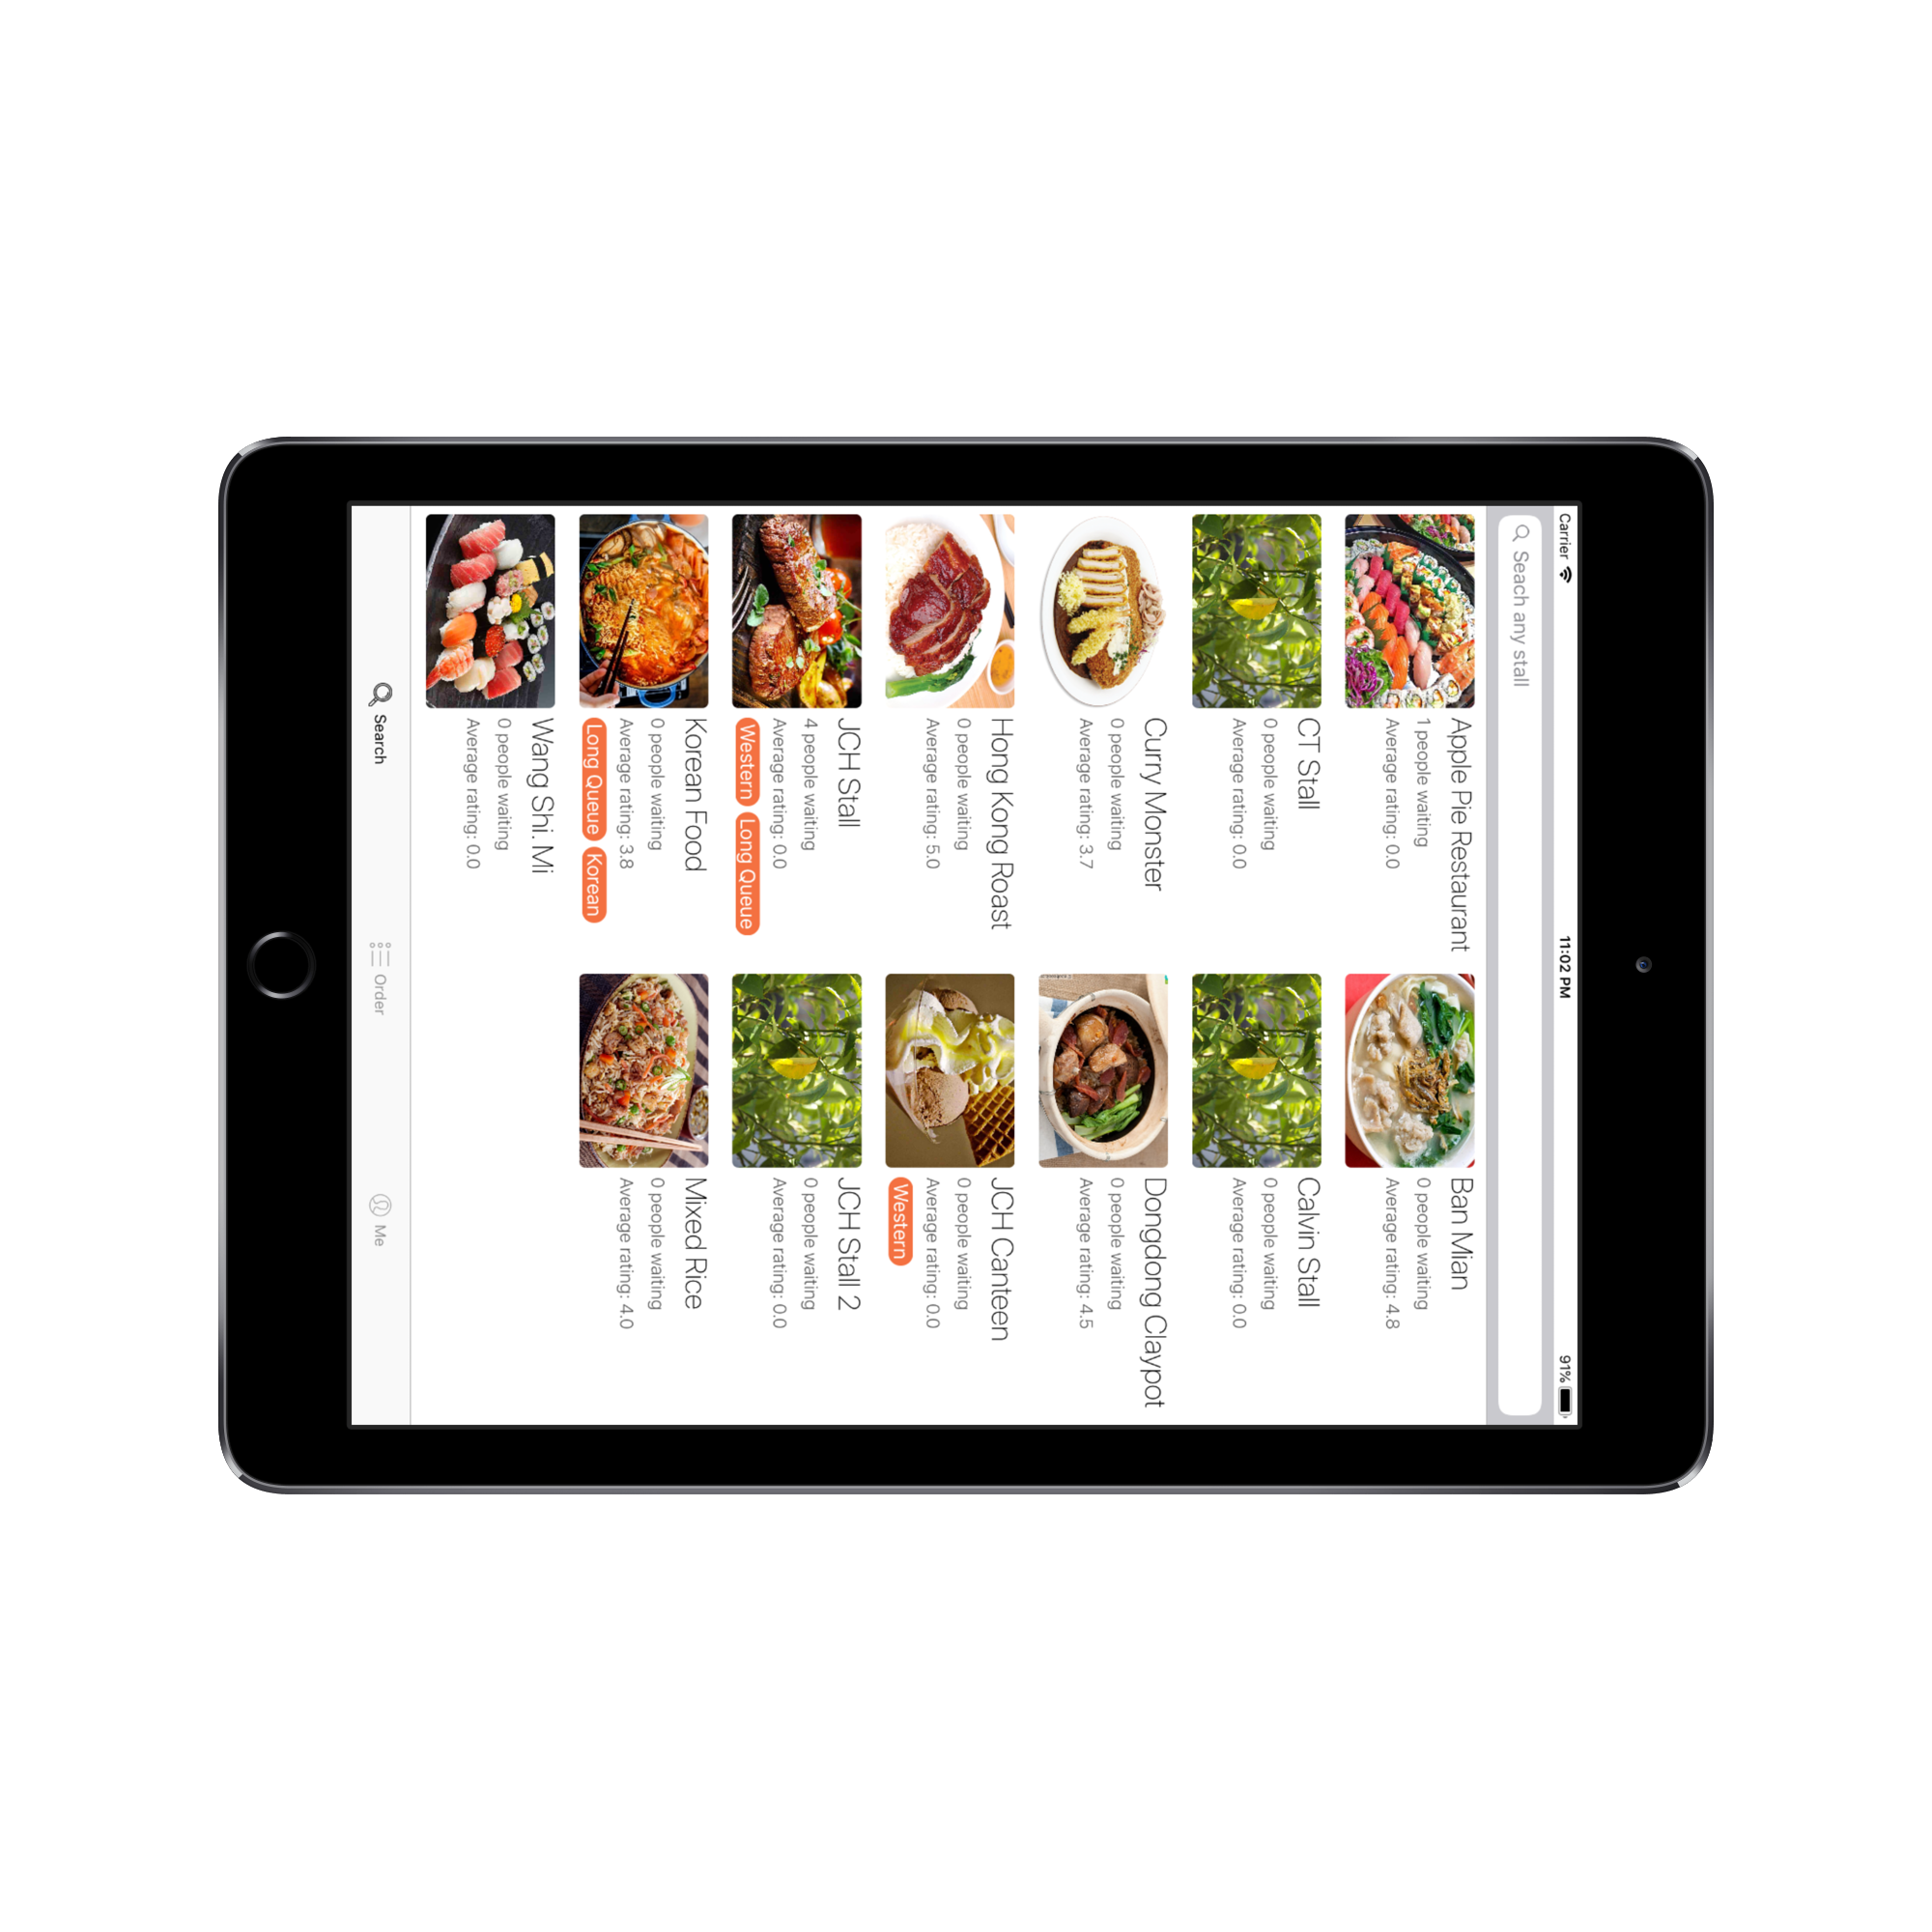 Carrier
11:02 PM
91%
Seach any stall
Apple Pie Restaurant
1 people waiting
Average rating: 0.0
Ban Mian
0 people waiting
Average rating: 4.8
CT Stall
0 people waiting
Average rating: 0.0
Calvin Stall
0 people waiting
Average rating: 0.0
Curry Monster
0 people waiting
Average rating: 3.7
Dongdong Claypot
0 people waiting
Average rating: 4.5
Hong Kong Roast
0 people waiting
Average rating: 5.0
JCH Canteen
0 people waiting
Average rating: 0.0
Western
JCH Stall
4 people waiting
Average rating: 0.0
Western Long Queue
JCH Stall 2
0 people waiting
Average rating: 0.0
Korean Food
0 people waiting
Average rating: 3.8
Long Queue Korean
Mixed Rice
0 people waiting
Average rating: 4.0
Wang Shi. Mi
0 people waiting
Average rating: 0.0
Search
Order
Me